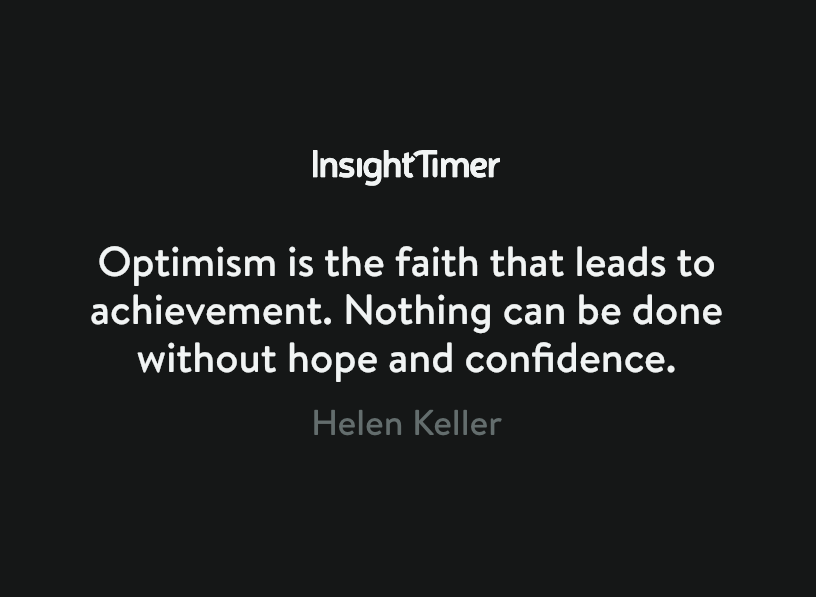 InsightTimer
Optimism is the faith that leads to
achievement. Nothing can be done
without hope and confidence.
Helen Keller